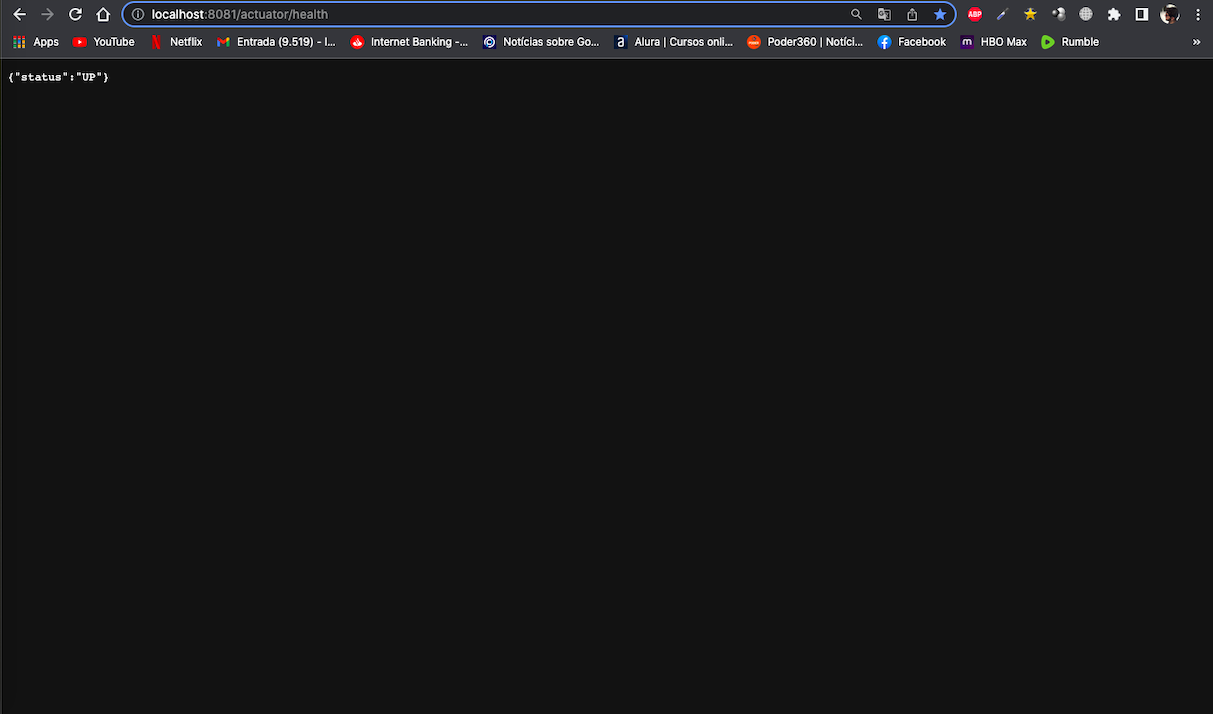 localhost:8081/actuator/health
ABP
Apps YouTube Netflix Entrada (9.519) - I... Internet Banking -... Notícias sobre Go... a Alura | Cursos onli... Poder360 | Notíci... Facebook m HBO Max Rumble »
{"status":"UP"}